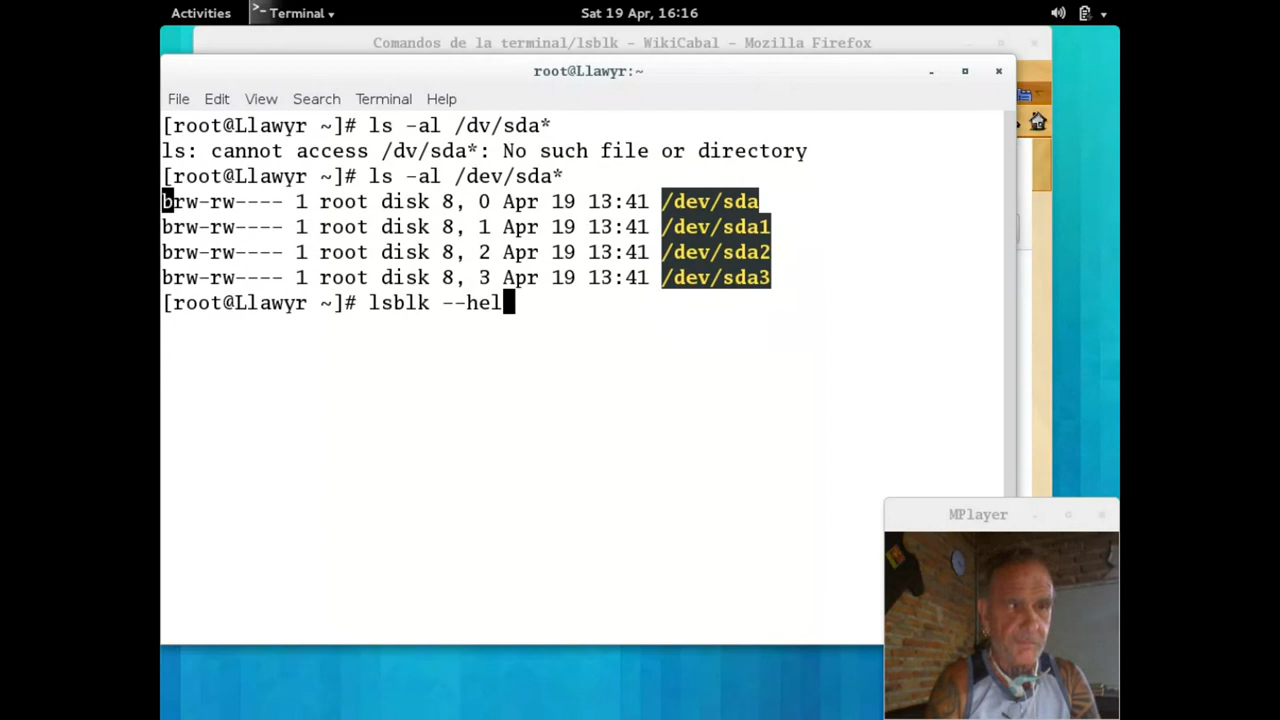 Activities
Terminal
Sat 19 Apr, 16:16
Comandos de la terminal/lsblk - WikiCabal - Mozilla Firefox
root@Llawyr:~
File Edit View Search Terminal Help
[root@Llawyr ~]# ls -al /dv/sda*
ls: cannot access /dv/sda*: No such file or directory
[root@Llawyr ~]# ls -al /dev/sda*
brw-rw---- 1 root disk 8, 0 Apr 19 13:41 /dev/sda
brw-rw---- 1 root disk 8, 1 Apr 19 13:41 /dev/sda1
brw-rw---- 1 root disk 8, 2 Apr 19 13:41 /dev/sda2
brw-rw---- 1 root disk 8, 3 Apr 19 13:41 /dev/sda3
[root@Llawyr ~]# lsblk --hel
MPlayer